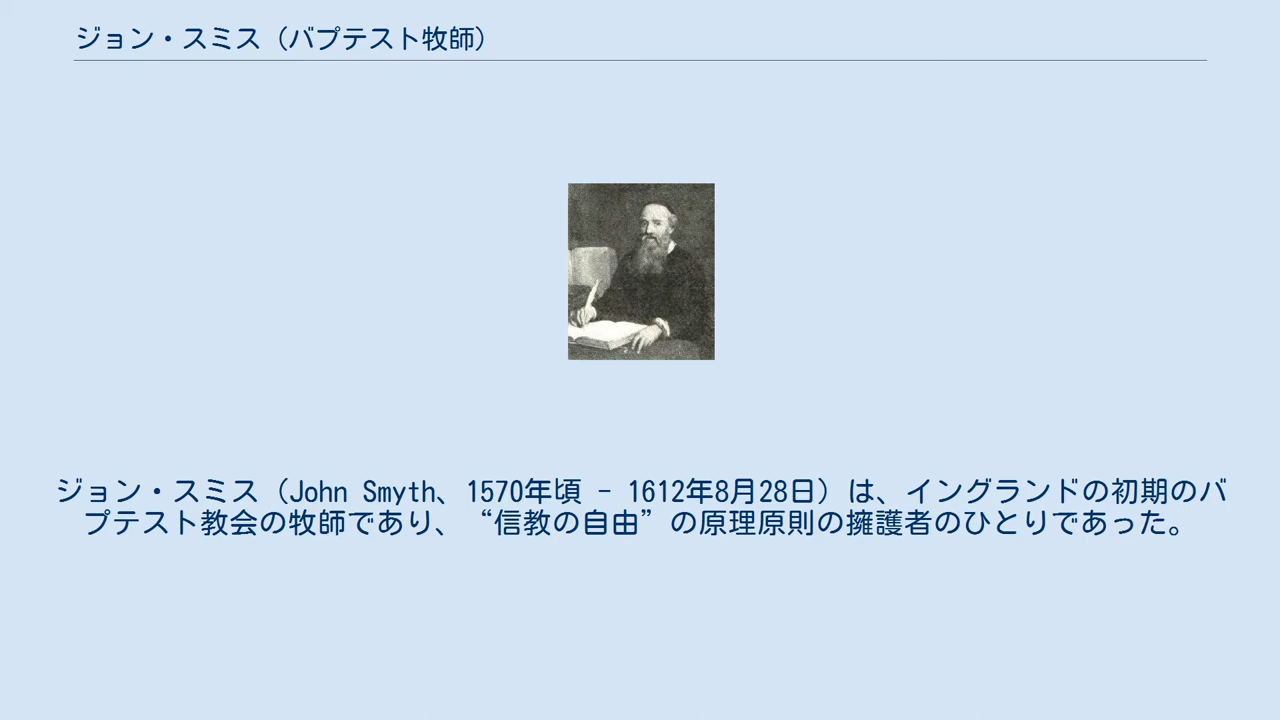 ジョン・スミス（バプテスト牧師）
ジョン・スミス（John Smyth、1570年頃 - 1612年8月28日）は、イングランドの初期のバ
プテスト教会の牧師であり、“信教の自由”の原理原則の擁護者のひとりであった。